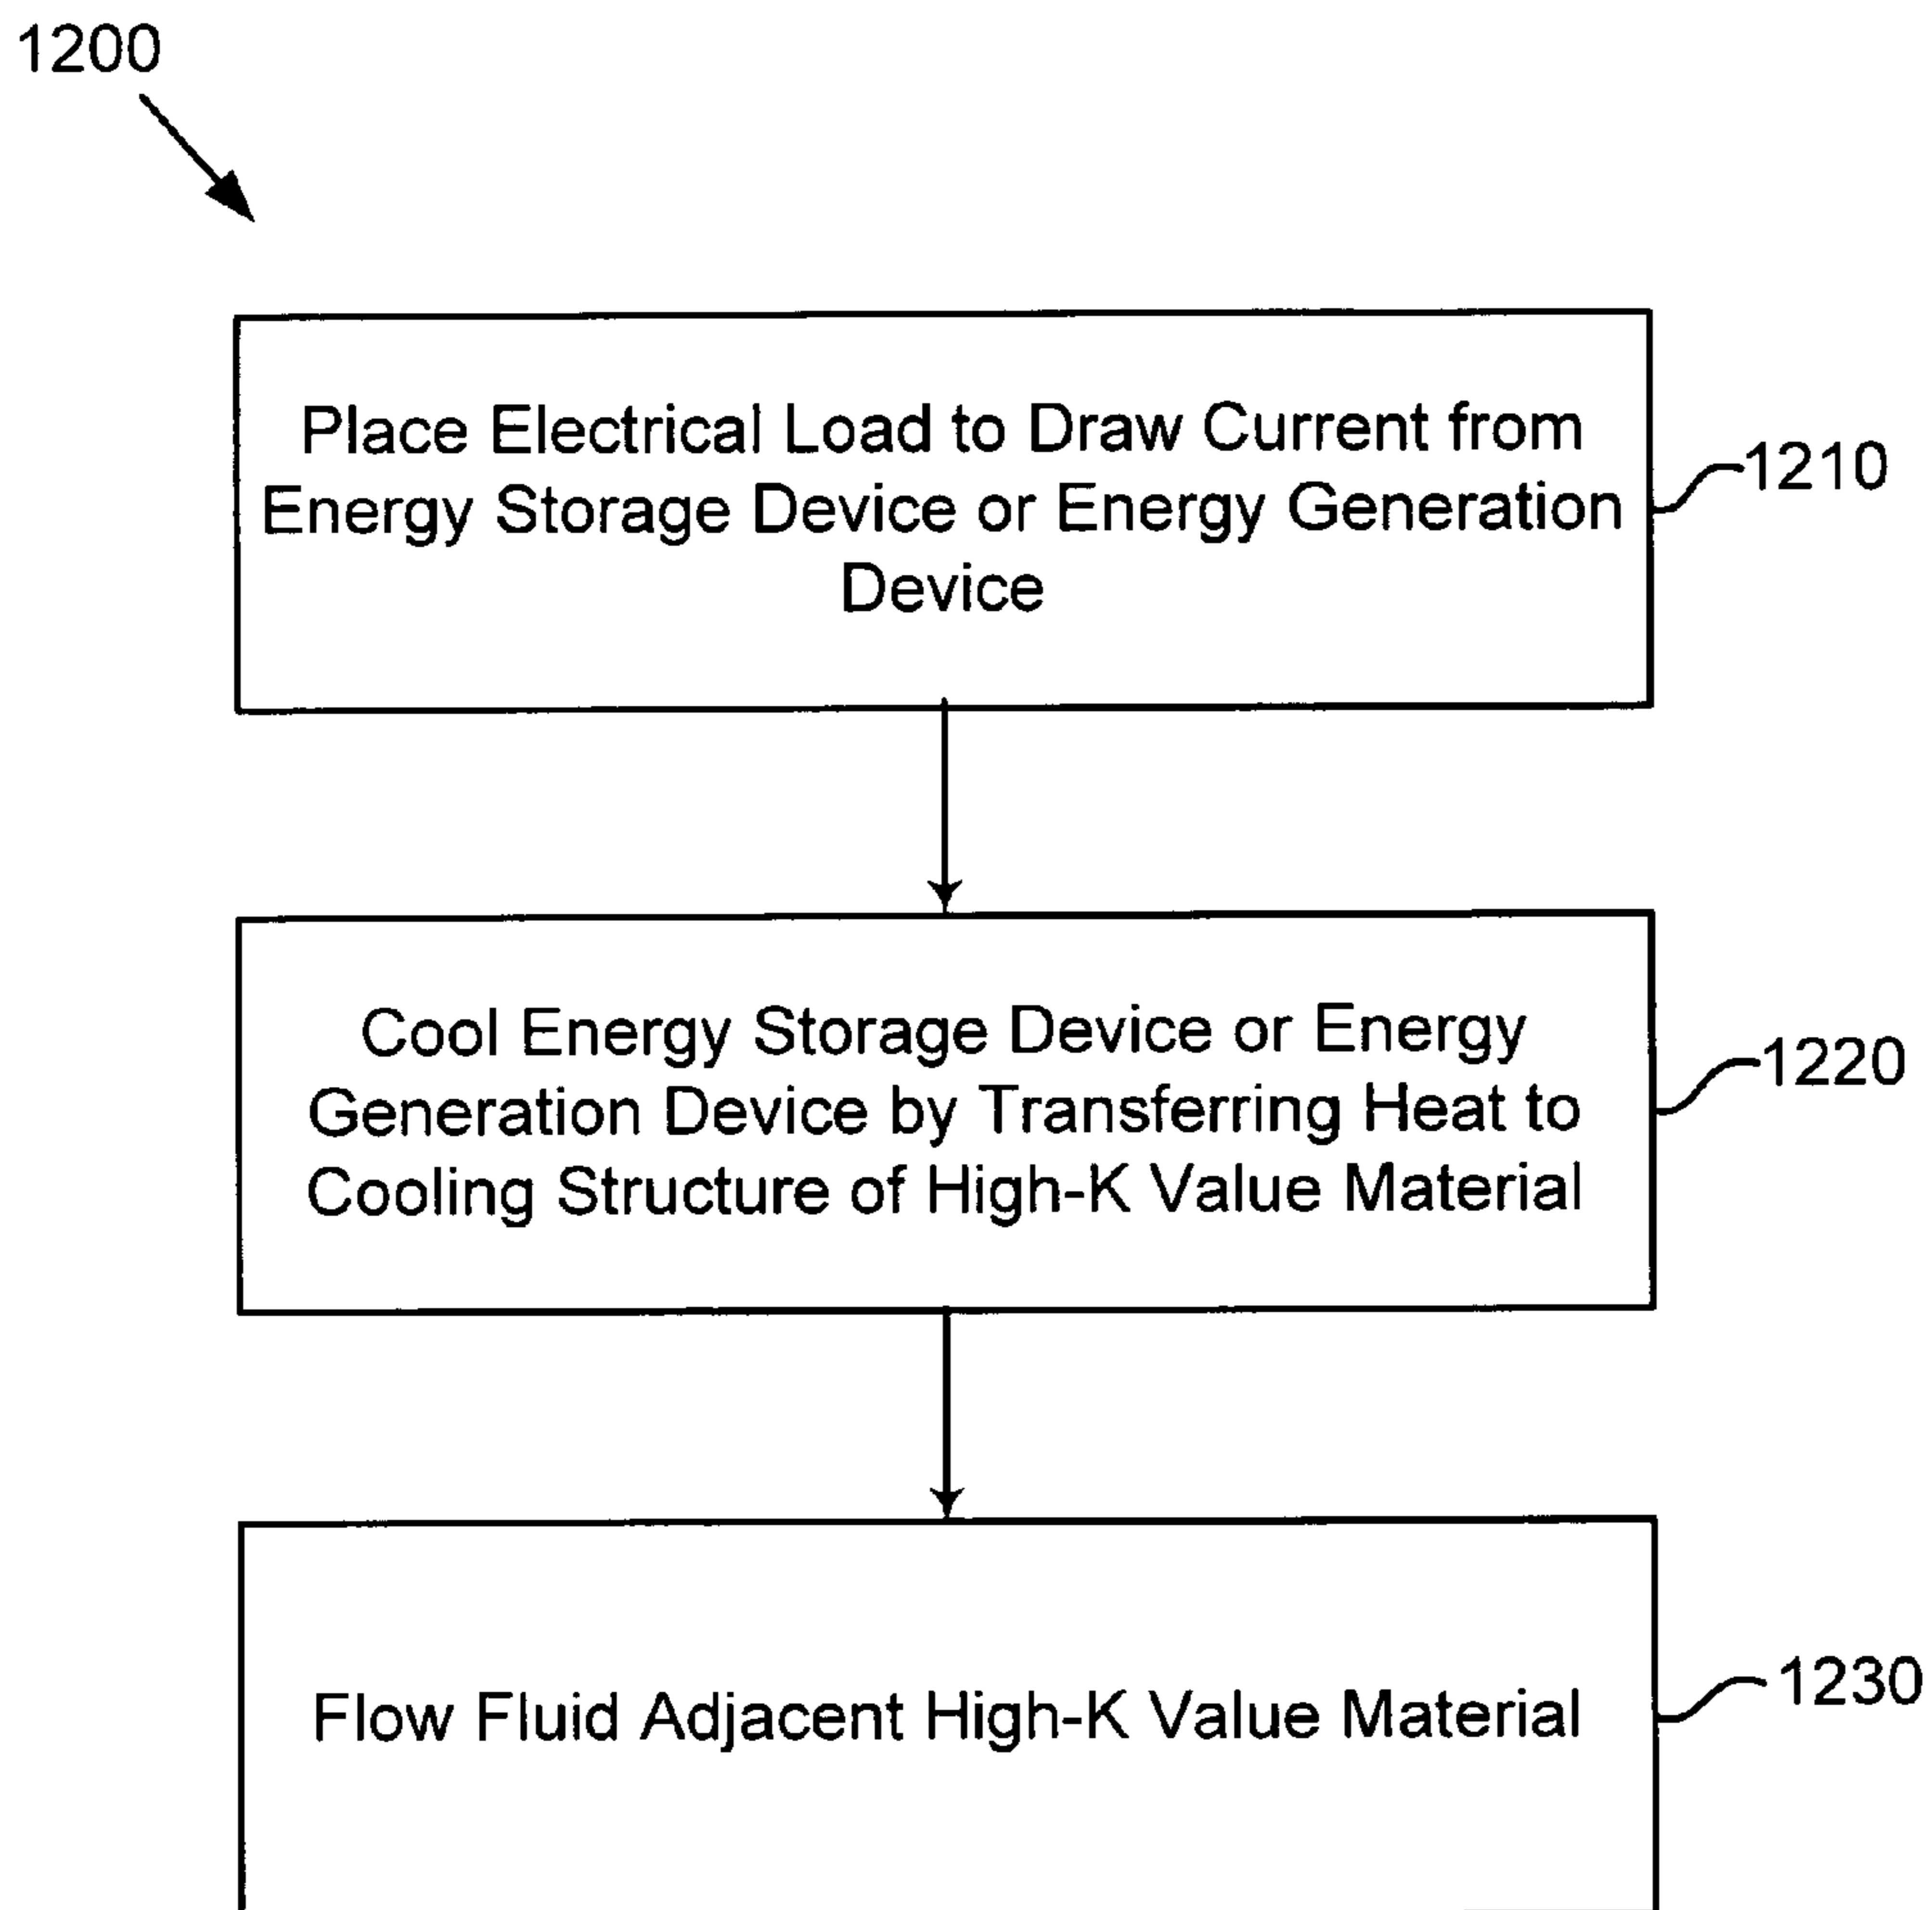 1200
Place Electrical Load to Draw Current from
Energy Storage Device or Energy Generation
Device
1210
Cool Energy Storage Device or Energy
Generation Device by Transferring Heat to
Cooling Structure of High-K Value Material
1220
Flow Fluid Adjacent High-K Value Material
1230